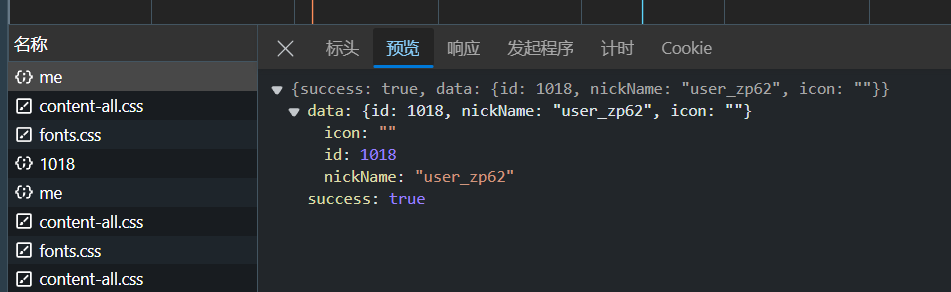 名称
me
content-all.css
fonts.css
1018
me
content-all.css
fonts.css
content-all.css
标头 预览 响应 发起程序 计时 Cookie
{success: true, data: {id: 1018, nickName: "user_zp62", icon: ""}}
data: {id: 1018, nickName: "user_zp62", icon: ""}
icon: ""
id: 1018
nickName: "user_zp62"
success: true